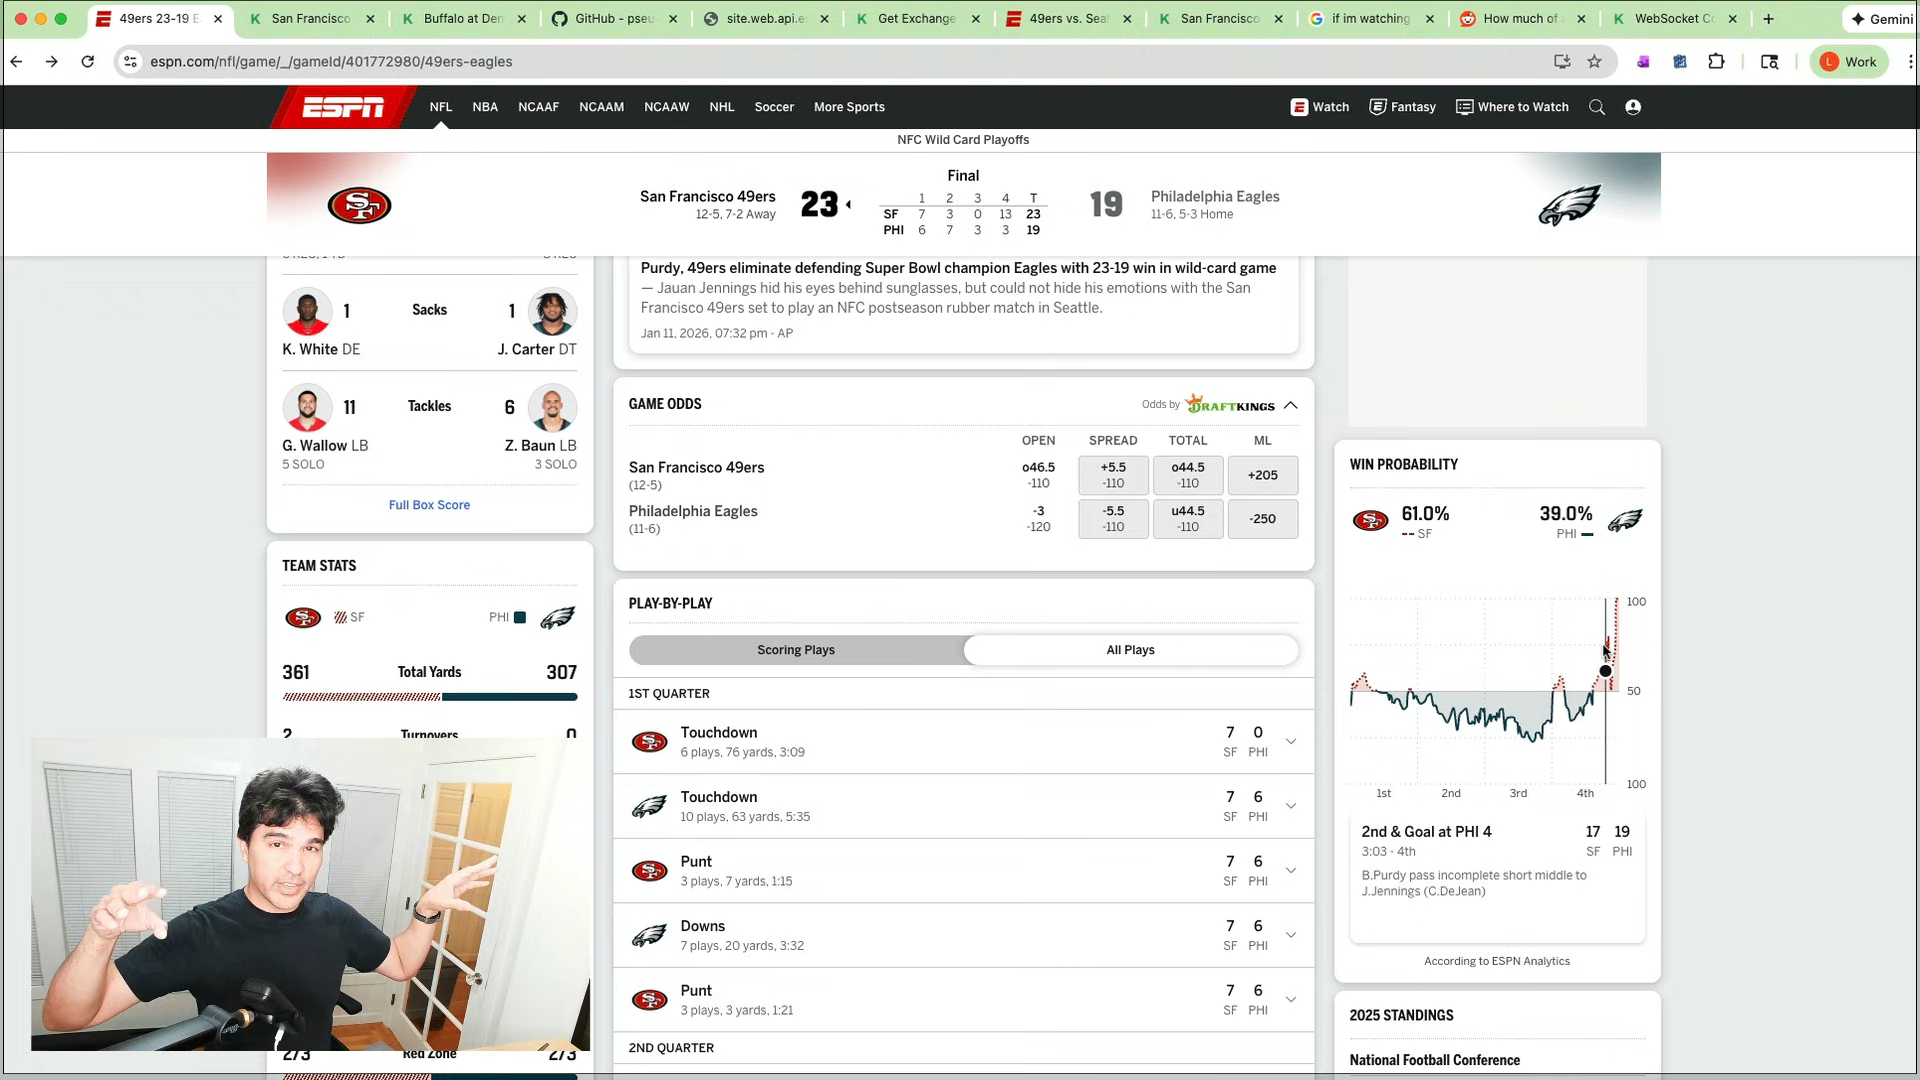 49ers 23-19 E
San Francisco
Buffalo at Den
GitHub - pseu
site.web.api.e
Get Exchange
49ers vs. Sea
San Francisco
if im watching
How much of
WebSocket Co
Gemini
espn.com/nfl/game/_/gameId/401772980/49ers-eagles
L Work
ESPN
NFL
NBA
NCAAF
NCAAM
NCAAW
NHL
Soccer
More Sports
Watch
Fantasy
Where to Watch
NFC Wild Card Playoffs
San Francisco 49ers
12-5, 7-2 Away
23
Final
1 2 3 4 T
SF 7 3 0 13 23
PHI 6 7 3 3 19
19
Philadelphia Eagles
11-6, 5-3 Home
1 Sacks 1
K. White DE
J. Carter DT
11 Tackles 6
G. Wallow LB
5 SOLO
Z. Baun LB
3 SOLO
Full Box Score
TEAM STATS
SF
PHI
361 Total Yards 307
2 Turnovers 0
273 Red Zone 273
Purdy, 49ers eliminate defending Super Bowl champion Eagles with 23-19 win in wild-card game
— Jauan Jennings hid his eyes behind sunglasses, but could not hide his emotions with the San
Francisco 49ers set to play an NFC postseason rubber match in Seattle.
Jan 11, 2026, 07:32 pm - AP
GAME ODDS
Odds by DRAFTKINGS
OPEN SPREAD TOTAL ML
San Francisco 49ers
(12-5)
o46.5
-110
+5.5
-110
o44.5
-110
+205
Philadelphia Eagles
(11-6)
-3
-120
-5.5
-110
u44.5
-110
-250
PLAY-BY-PLAY
Scoring Plays
All Plays
1ST QUARTER
Touchdown
6 plays, 76 yards, 3:09
7 0
SF PHI
Touchdown
10 plays, 63 yards, 5:35
7 6
SF PHI
Punt
3 plays, 7 yards, 1:15
7 6
SF PHI
Downs
7 plays, 20 yards, 3:32
7 6
SF PHI
Punt
3 plays, 3 yards, 1:21
7 6
SF PHI
2ND QUARTER
WIN PROBABILITY
61.0%
SF
39.0%
PHI
100
50
100
1st 2nd 3rd 4th
2nd & Goal at PHI 4
3:03 - 4th
17 19
SF PHI
B.Purdy pass incomplete short middle to
J.Jennings (C.DeJean)
According to ESPN Analytics
2025 STANDINGS
National Football Conference